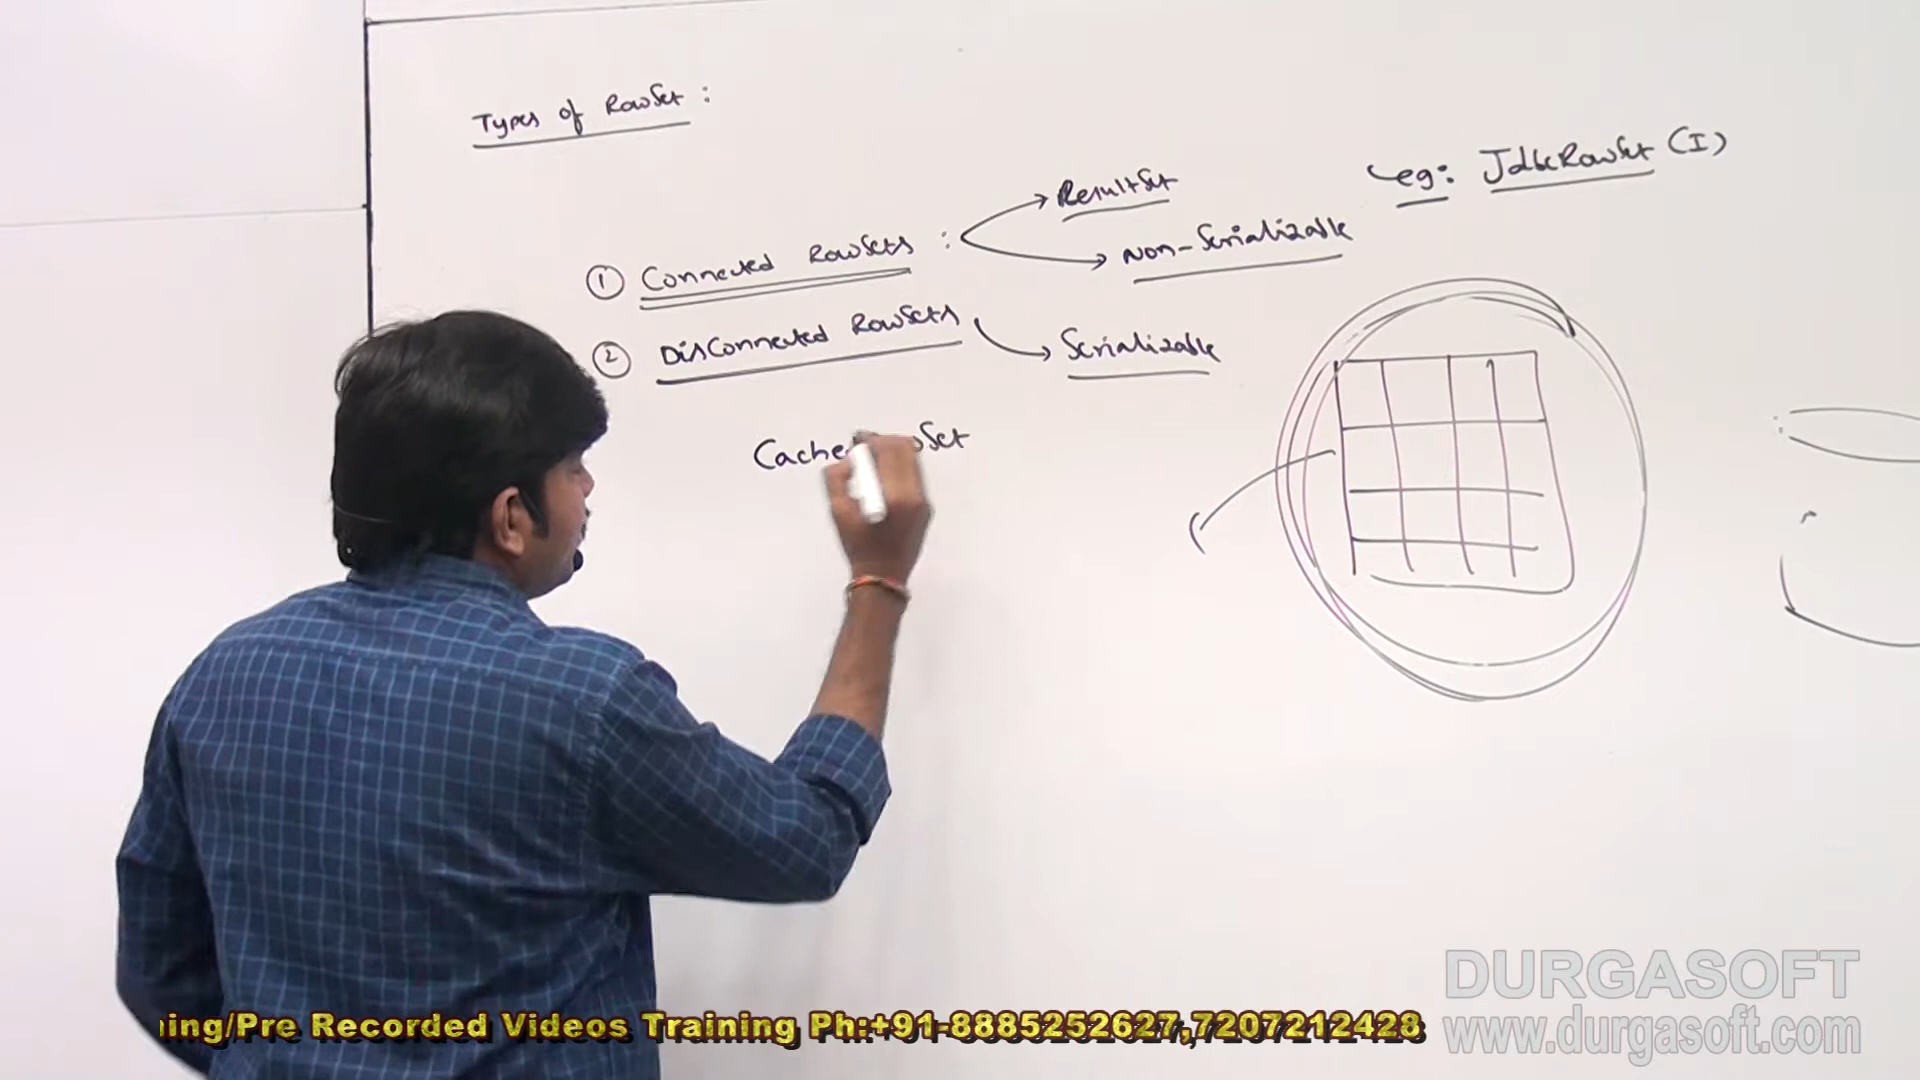 Types of RowSet :
eg: JdbcRowSet (I)
ResultSet
① Connected RowSets :
Non-Serializable
② Disconnected RowSets
Serializable
DURGASOFT
www.durgasoft.com
ning/Pre Recorded Videos Training Ph:+91-8885252627,7207212428